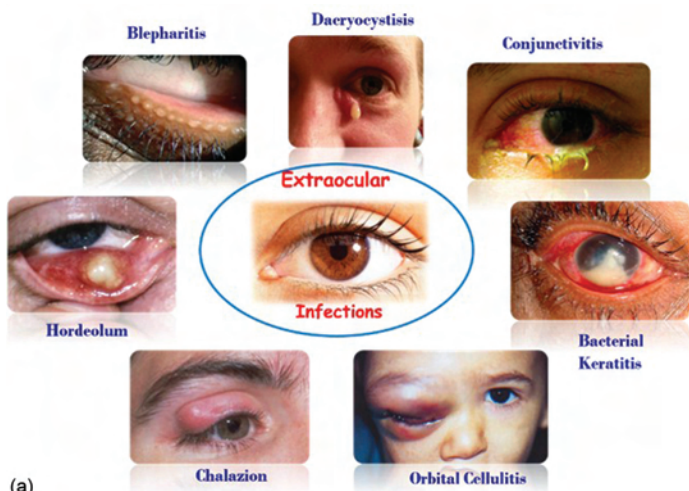 Blepharitis
Dacryocystisis
Conjunctivitis
Extraocular
Infections
Hordeolum
Bacterial
Keratitis
Chalazion
Orbital Cellulitis
(a)